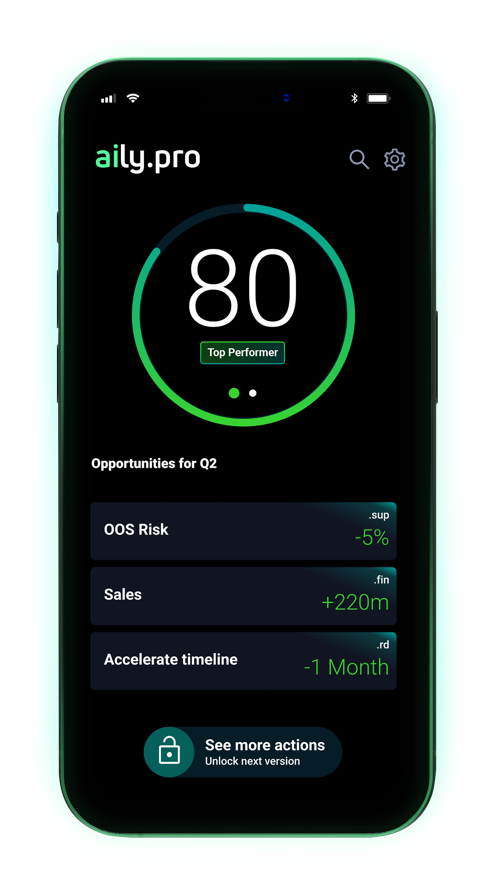 aily.pro
80
Top Performer
Opportunities for Q2
.sup
OOS Risk
-5%
.fin
Sales
+220m
.rd
Accelerate timeline
-1 Month
See more actions
Unlock next version